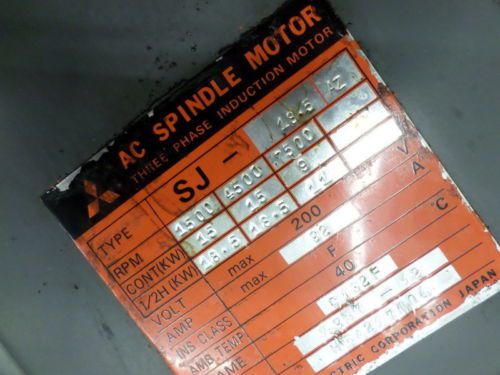 AC SPINDLE MOTOR
THREE PHASE INDUCTION MOTOR
TYPE SJ - 18.5 AZ
RPM 1500 4500 7500
CONT(KW) 15 15 9
1/2H(KW) 18.5 18.5 11
VOLT max 200 V
AMP 92 A
INS CLASS F
AMB.TEMP max 40 °C
AME
CORPORATION JAPAN